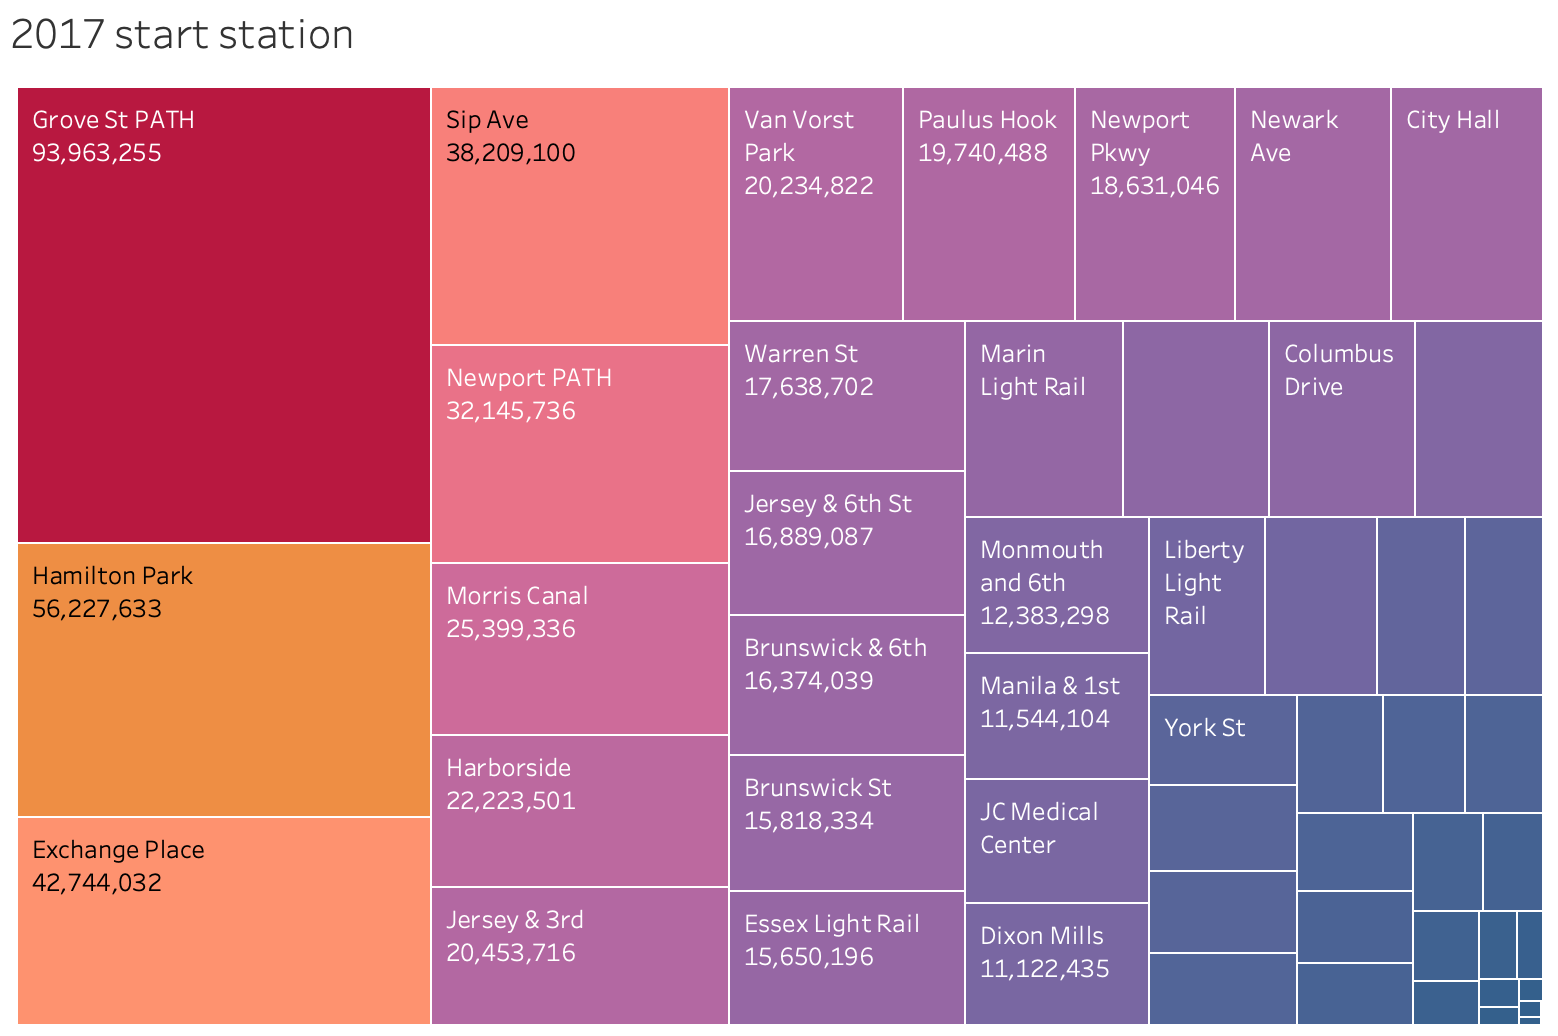 2017 start station
Grove St PATH
93,963,255
Hamilton Park
56,227,633
Exchange Place
42,744,032
Sip Ave
38,209,100
Newport PATH
32,145,736
Morris Canal
25,399,336
Harborside
22,223,501
Jersey & 3rd
20,453,716
Van Vorst
Park
20,234,822
Paulus Hook
19,740,488
Newport
Pkwy
18,631,046
Newark
Ave
City Hall
Warren St
17,638,702
Jersey & 6th St
16,889,087
Brunswick & 6th
16,374,039
Brunswick St
15,818,334
Essex Light Rail
15,650,196
Marin
Light Rail
Columbus
Drive
Monmouth
and 6th
12,383,298
Manila & 1st
11,544,104
JC Medical
Center
Dixon Mills
11,122,435
Liberty
Light
Rail
York St